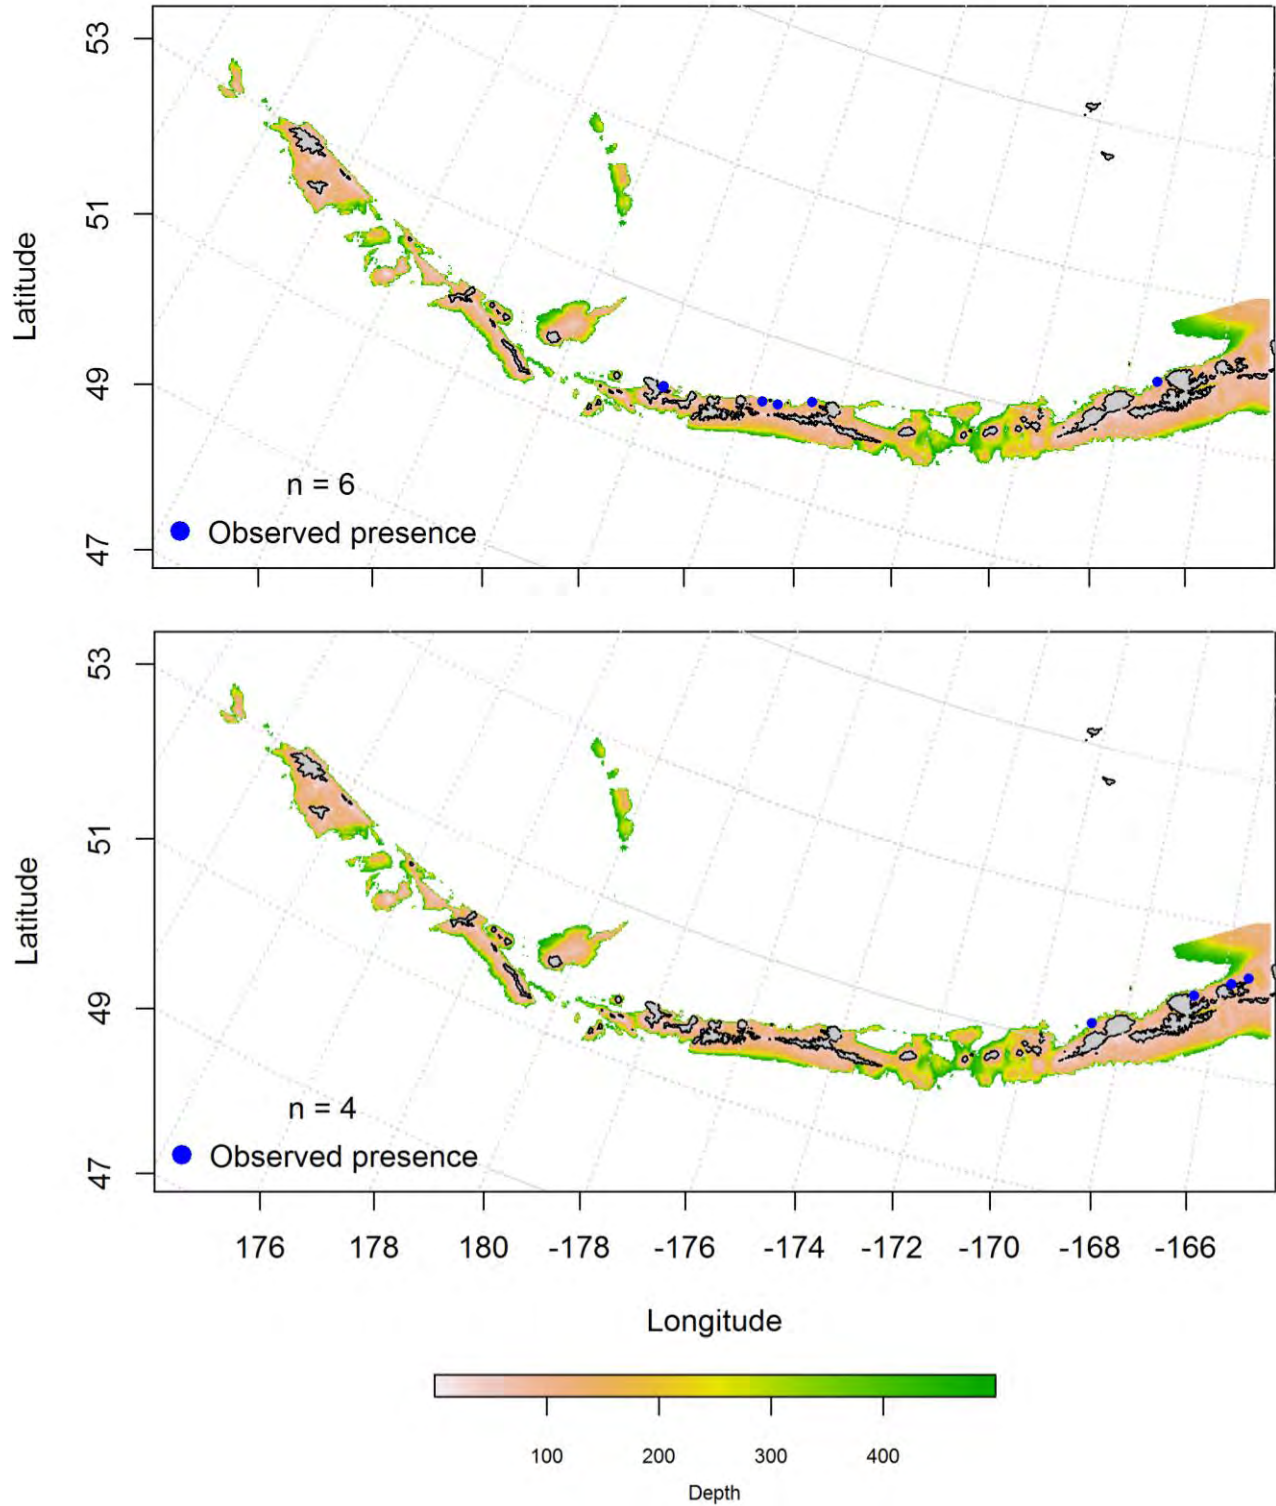 53
51
49
47
Latitude
n = 6
Observed presence
53
51
49
47
Latitude
n = 4
Observed presence
176 178 180 -178 -176 -174 -172 -170 -168 -166
Longitude
100 200 300 400
Depth